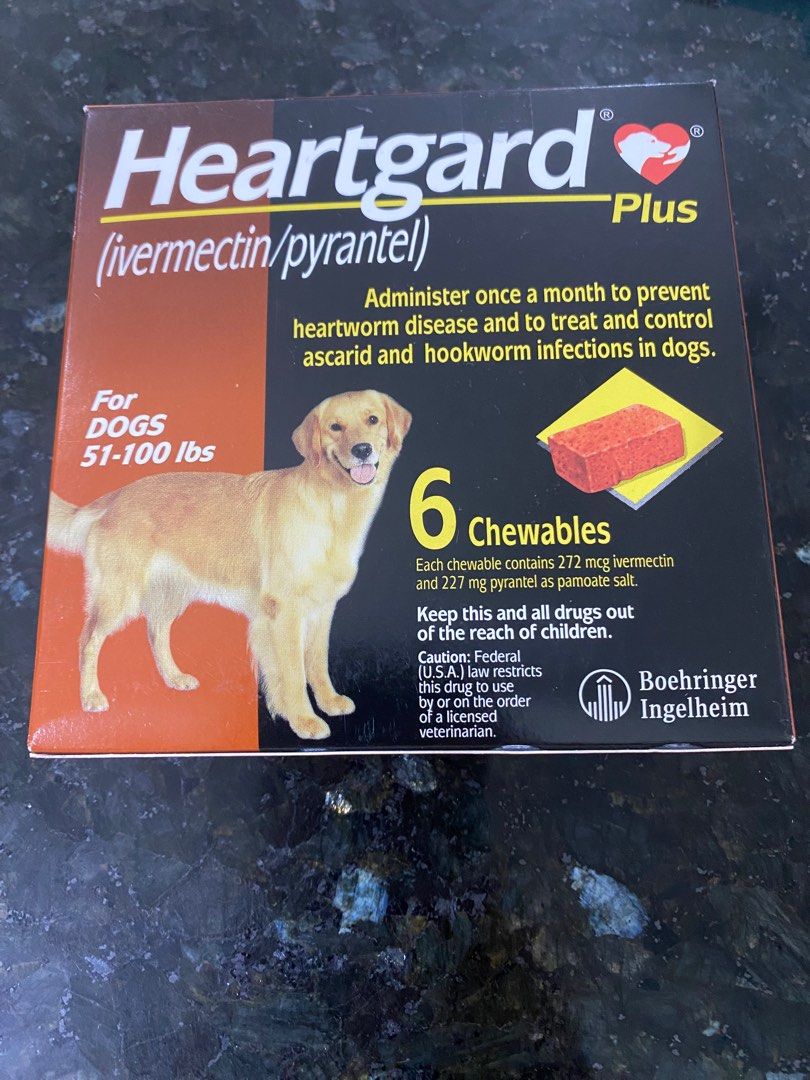 Heartgard®
®
Plus
(ivermectin/pyrantel)
Administer once a month to prevent
heartworm disease and to treat and control
ascarid and hookworm infections in dogs.
For
DOGS
51-100 lbs
6 Chewables
Each chewable contains 272 mcg ivermectin
and 227 mg pyrantel as pamoate salt.
Keep this and all drugs out
of the reach of children.
Caution: Federal
(U.S.A.) law restricts
this drug to use
by or on the order
of a licensed
veterinarian.
Boehringer
Ingelheim